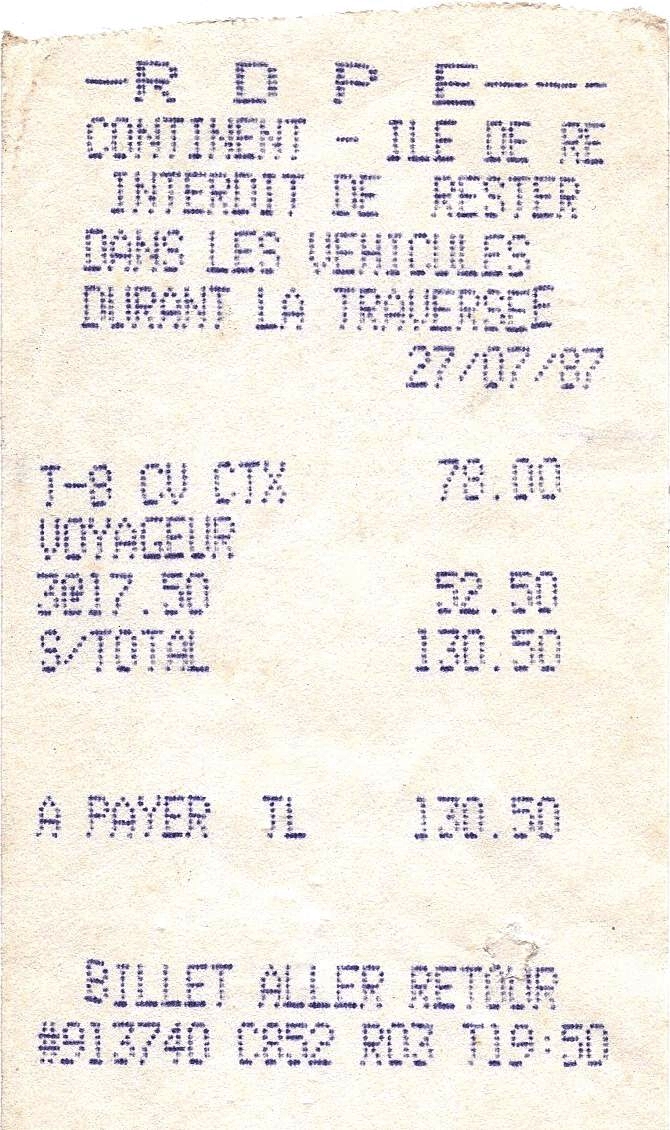 -R D P E---
CONTINENT - ILE DE RE
INTERDIT DE RESTER
DANS LES VEHICULES
DURANT LA TRAVERSEE
27/07/87
T-8 CV CTX 78.00
VOYAGEUR
3@17.50 52.50
S/TOTAL 130.50
A PAYER JL 130.50
BILLET ALLER RETOUR
#913740 C352 R03 T19:50